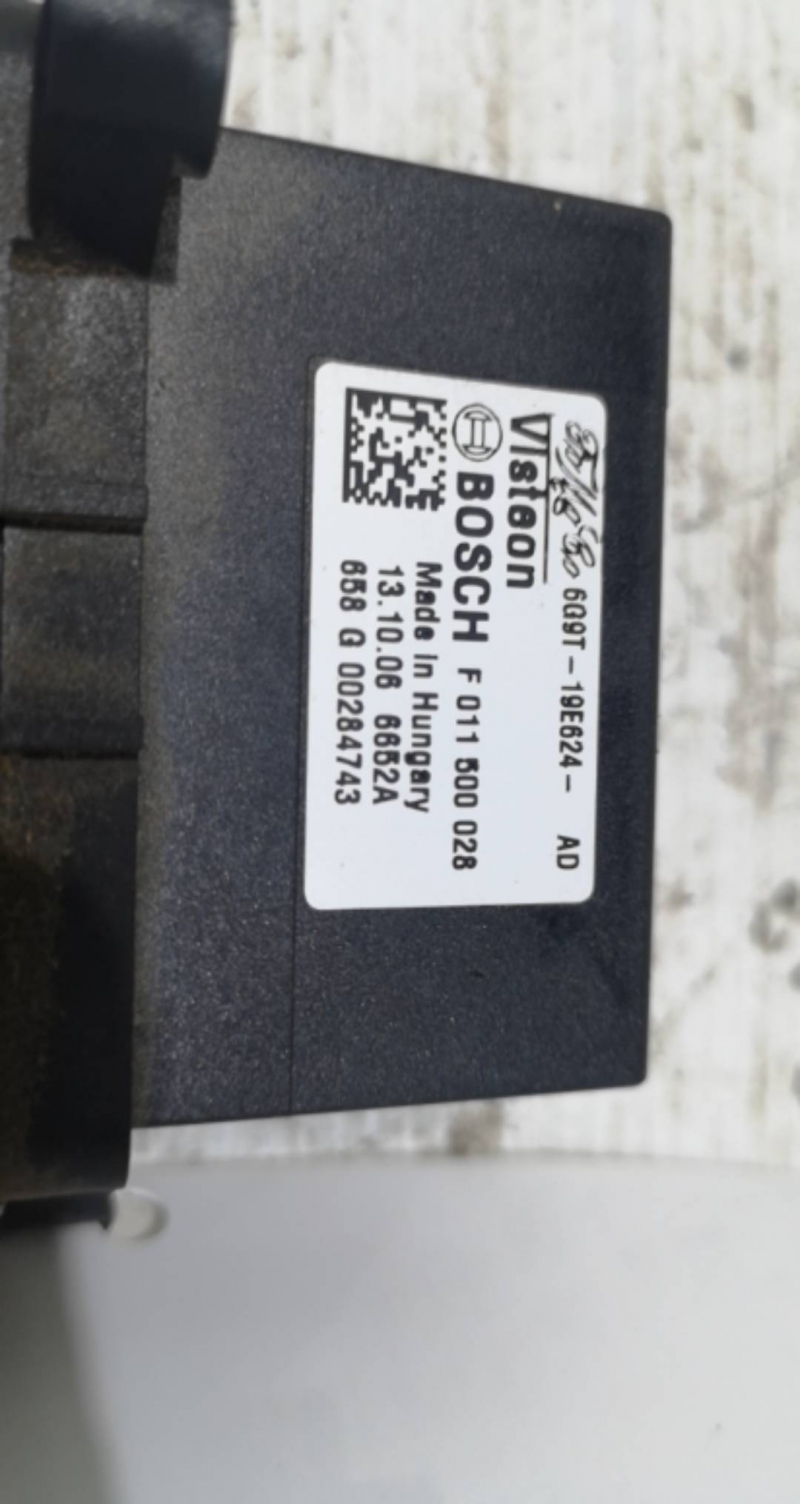 6G9T-19E624- AD
Visteon
BOSCH F 011 500 028
Made in Hungary
13.10.06 6652A
658 G 00284743